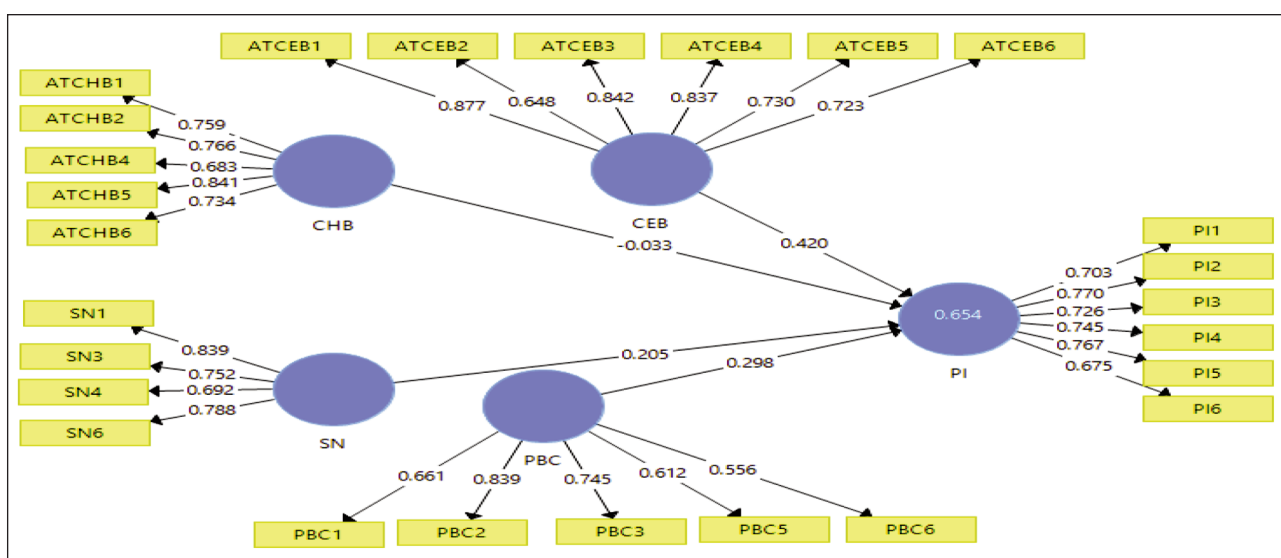 ATCEB1
ATCEB2
ATCEB3
ATCEB4
ATCEB5
ATCEB6
0.877
0.648
0.842
0.837
0.730
0.723
CEB
ATCHB1
ATCHB2
ATCHB4
ATCHB5
ATCHB6
0.759
0.766
0.683
0.841
0.734
CHB
-0.033
0.420
SN1
SN3
SN4
SN6
0.839
0.752
0.692
0.788
SN
0.205
0.298
PBC
0.661
0.839
0.745
0.612
0.556
PBC1
PBC2
PBC3
PBC5
PBC6
0.654
PI
0.703
0.770
0.726
0.745
0.767
0.675
PI1
PI2
PI3
PI4
PI5
PI6